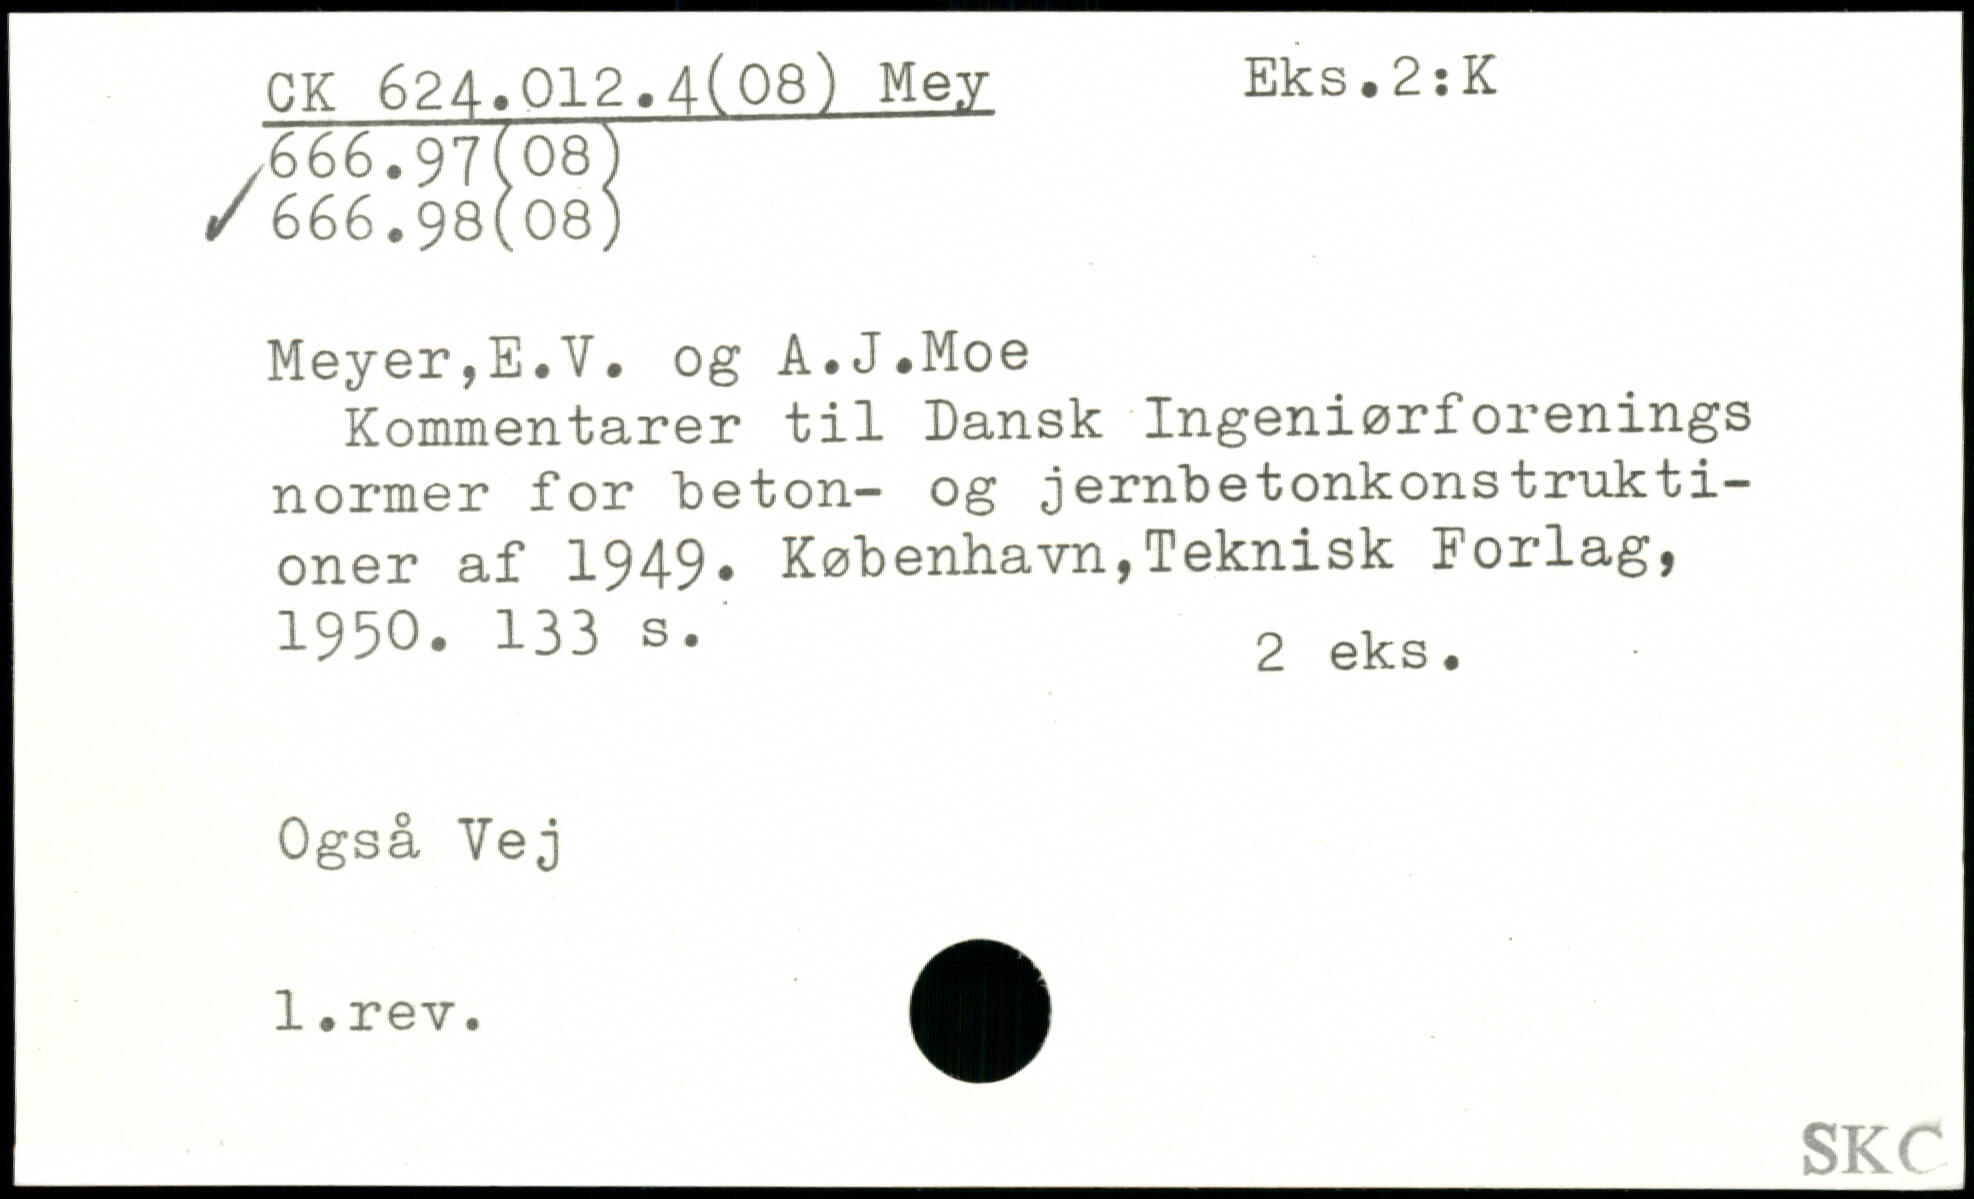 CK 624.012.4(08) Mey Eks.2:K
666.97(08)
666.98(08)
Meyer,E.V. og A.J.Moe
Kommentarer til Dansk Ingeniørforenings
normer for beton- og jernbetonkonstrukti-
oner af 1949. København,Teknisk Forlag,
1950. 133 s.
2 eks.
Også Vej
1.rev.
SKC